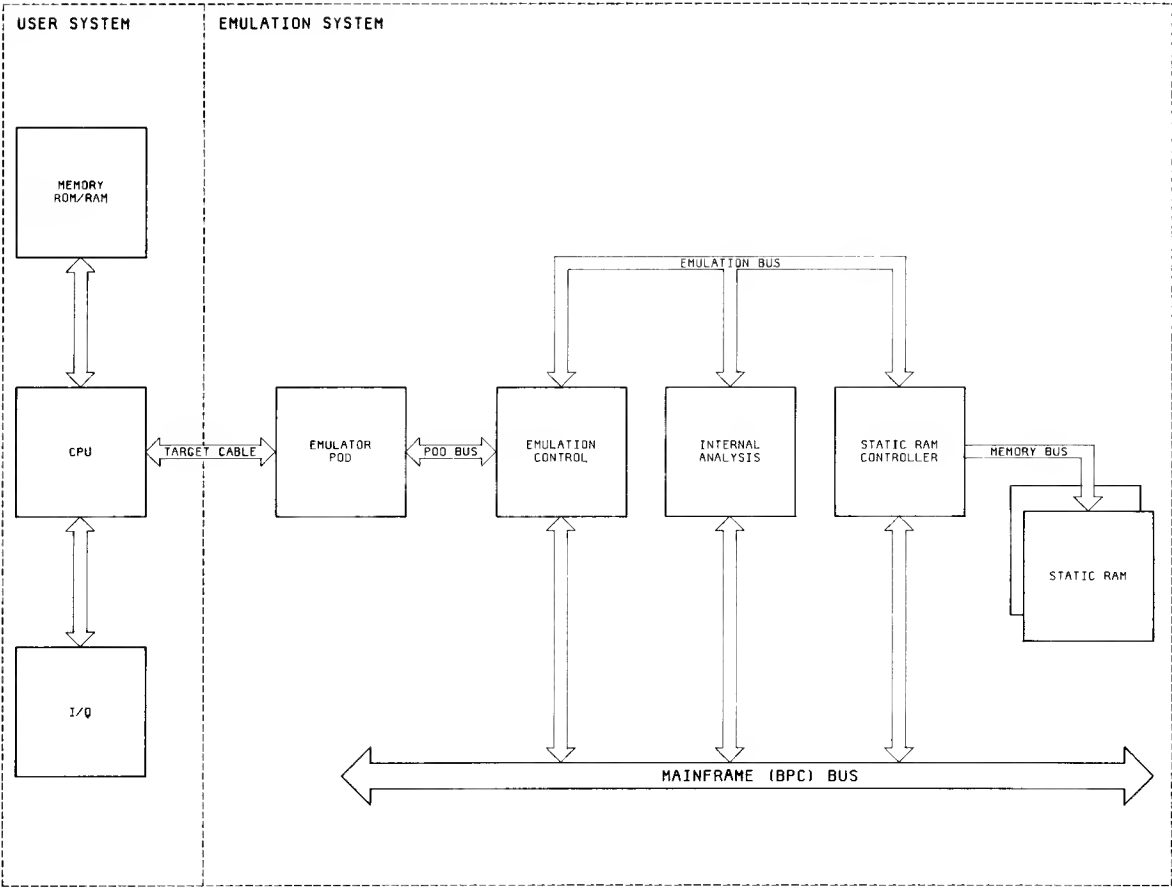 USER SYSTEM
EMULATION SYSTEM
MEMORY
ROM/RAM
EMULATION BUS
CPU
TARGET CABLE
EMULATOR
POD
POD BUS
EMULATION
CONTROL
INTERNAL
ANALYSIS
STATIC RAM
CONTROLLER
MEMORY BUS
STATIC RAM
I/O
MAINFRAME (BPC) BUS